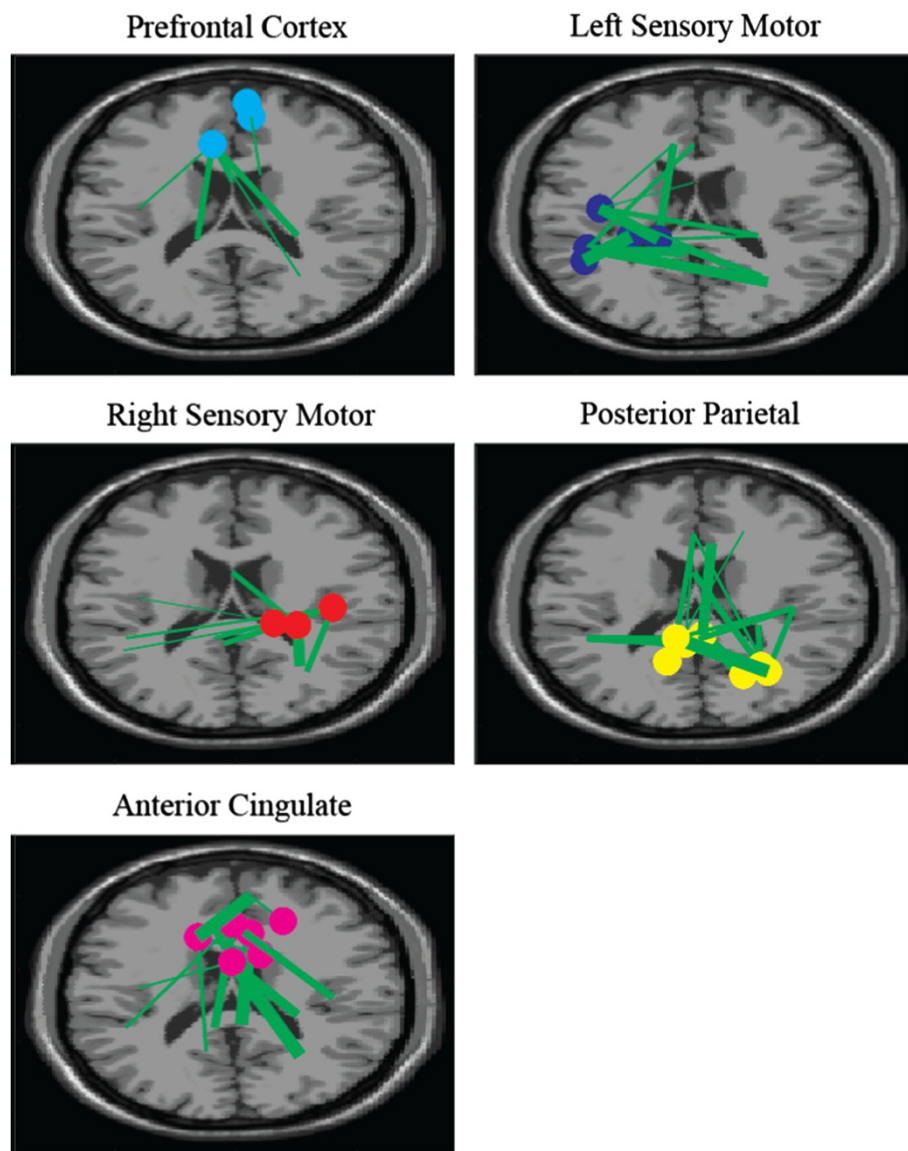 Prefrontal Cortex
Left Sensory Motor
Right Sensory Motor
Posterior Parietal
Anterior Cingulate